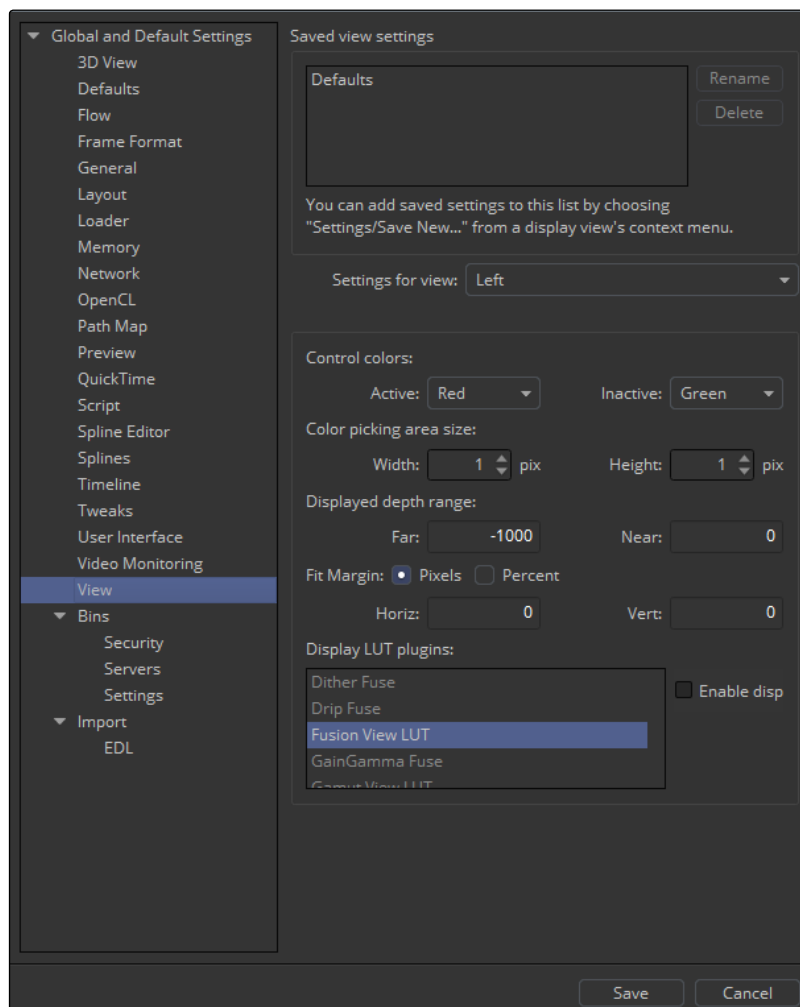 Global and Default Settings
3D View
Defaults
Flow
Frame Format
General
Layout
Loader
Memory
Network
OpenCL
Path Map
Preview
QuickTime
Script
Spline Editor
Splines
Timeline
Tweaks
User Interface
Video Monitoring
View
Bins
Security
Servers
Settings
Import
EDL
Saved view settings
Defaults
Rename
Delete
You can add saved settings to this list by choosing
"Settings/Save New..." from a display view's context menu.
Settings for view: Left
Control colors:
Active: Red Inactive: Green
Color picking area size:
Width: 1 pix Height: 1 pix
Displayed depth range:
Far: -1000 Near: 0
Fit Margin: Pixels Percent
Horiz: 0 Vert: 0
Display LUT plugins:
Dither Fuse
Drip Fuse
Fusion View LUT
GainGamma Fuse
Gamut View LUT
Enable disp
Save Cancel